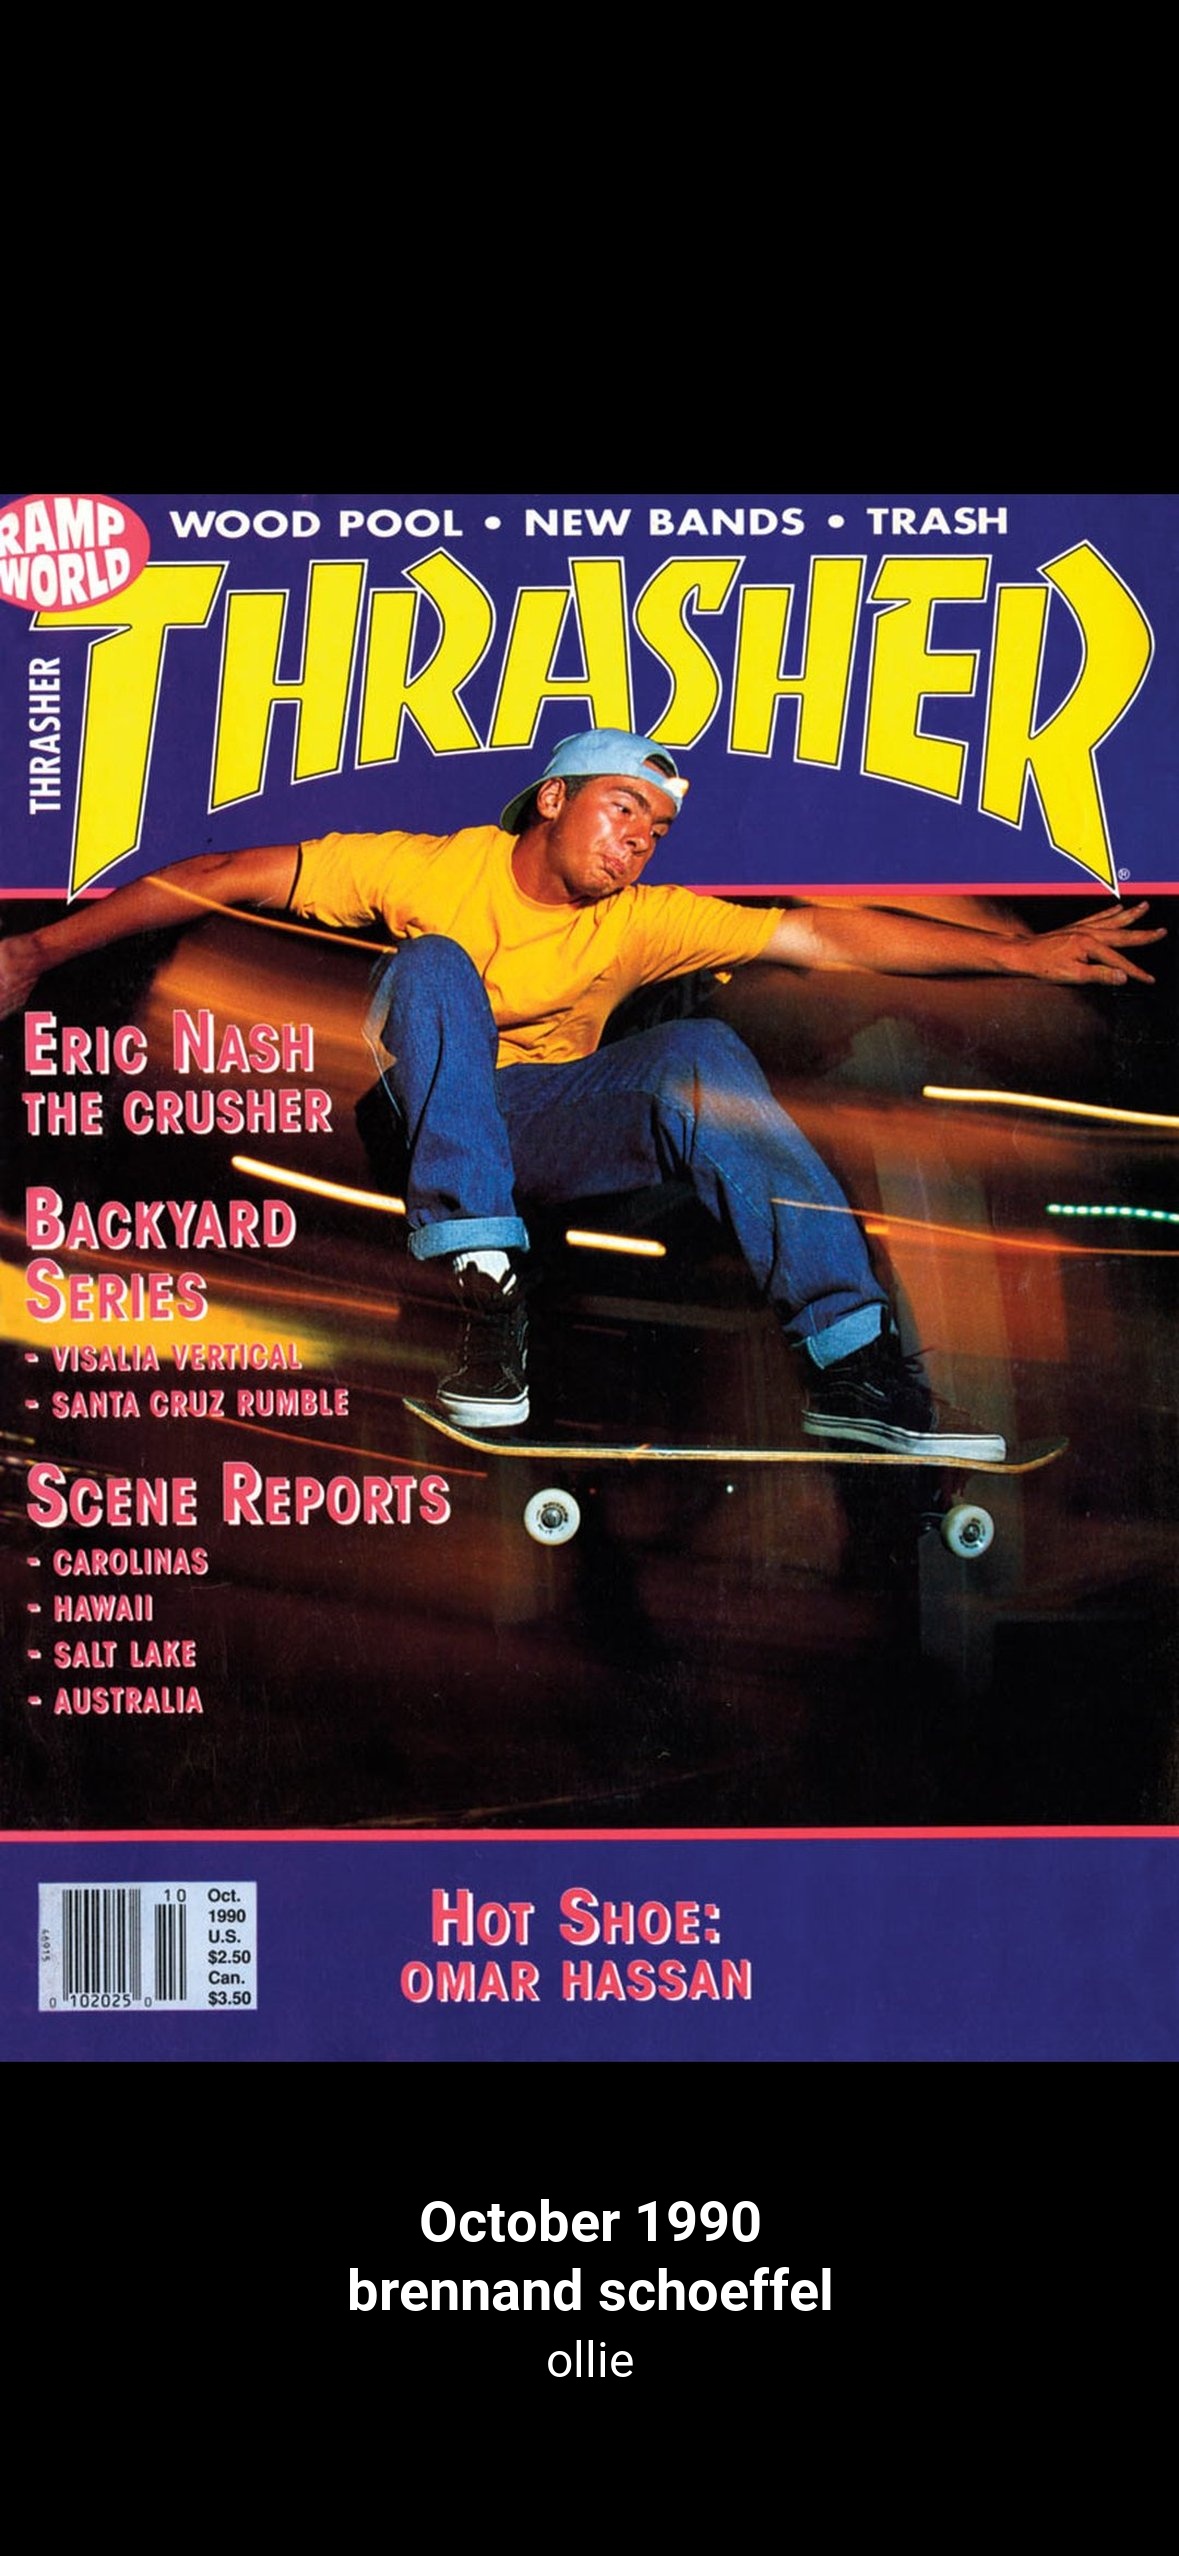 RAMP
WORLD
WOOD POOL • NEW BANDS • TRASH
THRASHER
THRASHER
ERIC NASH
THE CRUSHER
BACKYARD
SERIES
- VISALIA VERTICAL
- SANTA CRUZ RUMBLE
SCENE REPORTS
- CAROLINAS
- HAWAII
- SALT LAKE
- AUSTRALIA
HOT SHOE:
OMAR HASSAN
10
Oct.
1990
U.S.
$2.50
Can.
$3.50
46915
0 102025 0
October 1990
brennand schoeffel
ollie